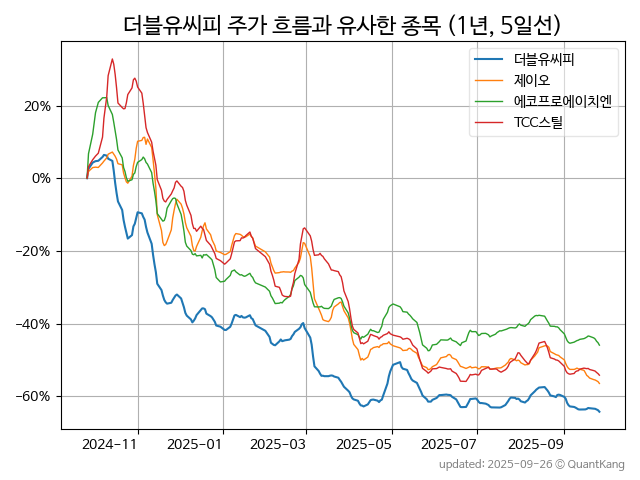 더블유씨피 주가 흐름과 유사한 종목 (1년, 5일선)
더블유씨피
제이오
에코프로에이치엔
TCC스틸
20%
0%
−20%
−40%
−60%
2024-11
2025-01
2025-03
2025-05
2025-07
2025-09
updated: 2025-09-26 © QuantKang